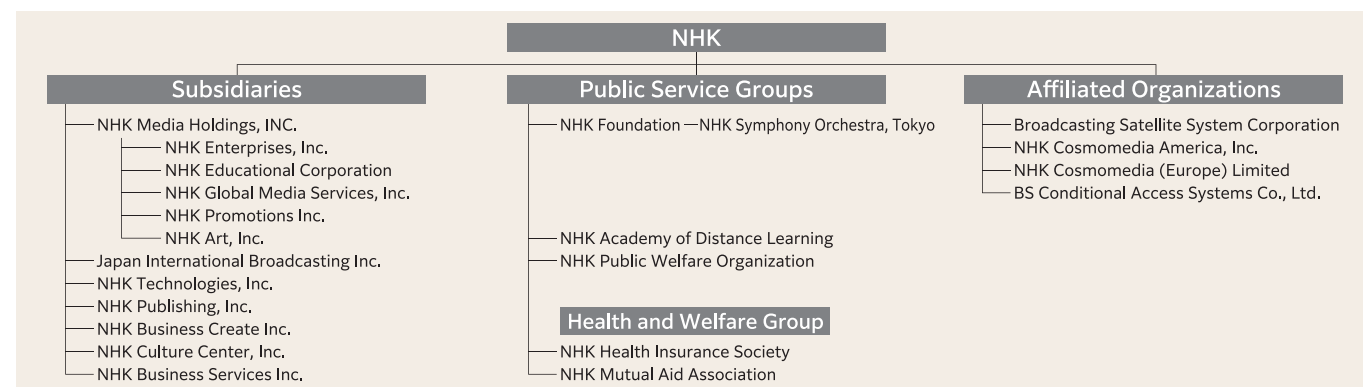 NHK
Subsidiaries
NHK Media Holdings, INC.
NHK Enterprises, Inc.
NHK Educational Corporation
NHK Global Media Services, Inc.
NHK Promotions Inc.
NHK Art, Inc.
Japan International Broadcasting Inc.
NHK Technologies, Inc.
NHK Publishing, Inc.
NHK Business Create Inc.
NHK Culture Center, Inc.
NHK Business Services Inc.
Public Service Groups
NHK Foundation NHK Symphony Orchestra, Tokyo
NHK Academy of Distance Learning
NHK Public Welfare Organization
Health and Welfare Group
NHK Health Insurance Society
NHK Mutual Aid Association
Affiliated Organizations
Broadcasting Satellite System Corporation
NHK Cosmomedia America, Inc.
NHK Cosmomedia (Europe) Limited
BS Conditional Access Systems Co., Ltd.